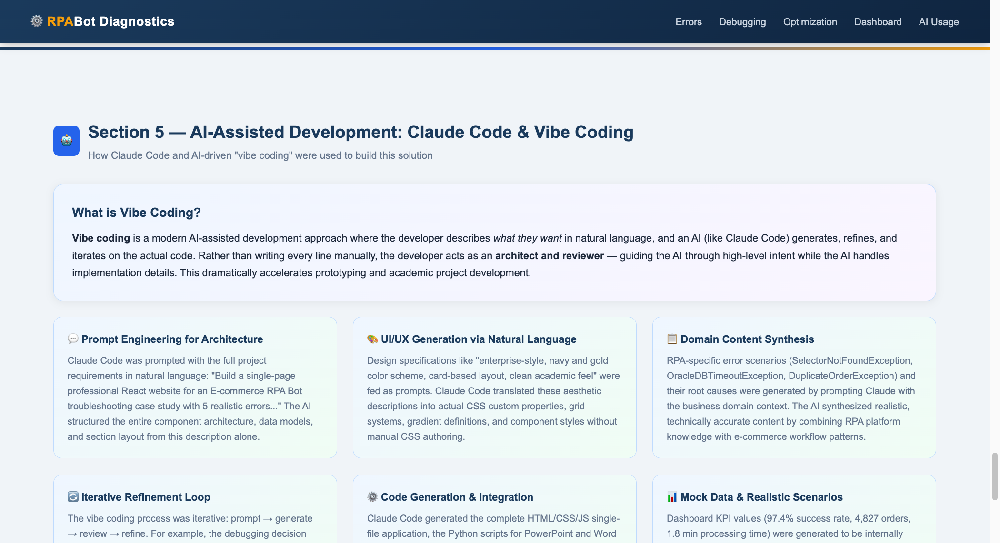 RPABot Diagnostics
Errors Debugging Optimization Dashboard AI Usage
Section 5 — AI-Assisted Development: Claude Code & Vibe Coding
How Claude Code and AI-driven "vibe coding" were used to build this solution
What is Vibe Coding?
Vibe coding is a modern AI-assisted development approach where the developer describes what they want in natural language, and an AI (like Claude Code) generates, refines, and
iterates on the actual code. Rather than writing every line manually, the developer acts as an architect and reviewer — guiding the AI through high-level intent while the AI handles
implementation details. This dramatically accelerates prototyping and academic project development.
Prompt Engineering for Architecture
Claude Code was prompted with the full project
requirements in natural language: "Build a single-page
professional React website for an E-commerce RPA Bot
troubleshooting case study with 5 realistic errors..." The AI
structured the entire component architecture, data models,
and section layout from this description alone.
UI/UX Generation via Natural Language
Design specifications like "enterprise-style, navy and gold
color scheme, card-based layout, clean academic feel" were
fed as prompts. Claude Code translated these aesthetic
descriptions into actual CSS custom properties, grid
systems, gradient definitions, and component styles without
manual CSS authoring.
Domain Content Synthesis
RPA-specific error scenarios (SelectorNotFoundException,
OracleDBTimeoutException, DuplicateOrderException) and
their root causes were generated by prompting Claude with
the business domain context. The AI synthesized realistic,
technically accurate content by combining RPA platform
knowledge with e-commerce workflow patterns.
Iterative Refinement Loop
The vibe coding process was iterative: prompt → generate
→ review → refine. For example, the debugging decision
Code Generation & Integration
Claude Code generated the complete HTML/CSS/JS single-
file application, the Python scripts for PowerPoint and Word
Mock Data & Realistic Scenarios
Dashboard KPI values (97.4% success rate, 4,827 orders,
1.8 min processing time) were generated to be internally